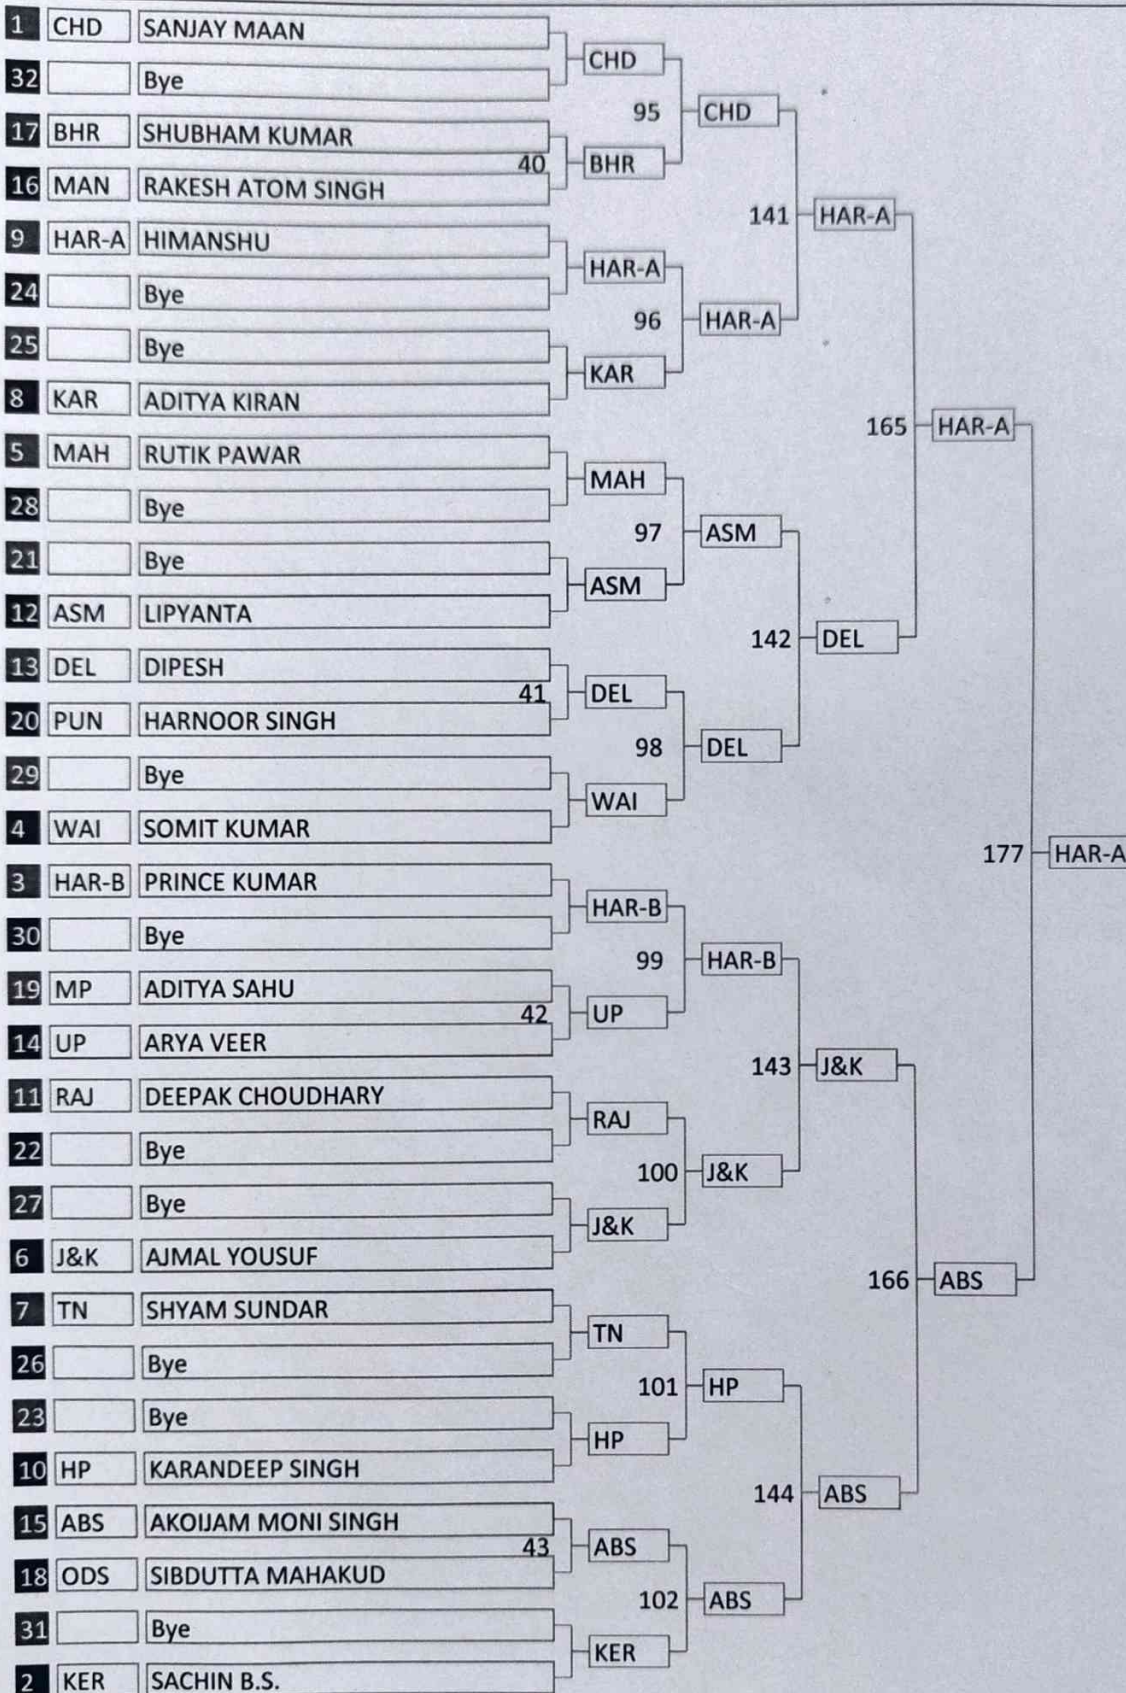 1 CHD SANJAY MAAN
CHD
32 Bye
95 CHD
17 BHR SHUBHAM KUMAR
40 BHR
16 MAN RAKESH ATOM SINGH
141 HAR-A
9 HAR-A HIMANSHU
HAR-A
24 Bye
96 HAR-A
25 Bye
KAR
8 KAR ADITYA KIRAN
165 HAR-A
5 MAH RUTIK PAWAR
MAH
28 Bye
97 ASM
21 Bye
ASM
12 ASM LIPYANTA
142 DEL
13 DEL DIPESH
41 DEL
20 PUN HARNOOR SINGH
98 DEL
29 Bye
WAI
4 WAI SOMIT KUMAR
177 HAR-A
3 HAR-B PRINCE KUMAR
HAR-B
30 Bye
99 HAR-B
19 MP ADITYA SAHU
42 UP
14 UP ARYA VEER
143 J&K
11 RAJ DEEPAK CHOUDHARY
RAJ
22 Bye
100 J&K
27 Bye
J&K
6 J&K AJMAL YOUSUF
166 ABS
7 TN SHYAM SUNDAR
TN
26 Bye
101 HP
23 Bye
HP
10 HP KARANDEEP SINGH
144 ABS
15 ABS AKOIJAM MONI SINGH
43 ABS
18 ODS SIBDUTTA MAHAKUD
102 ABS
31 Bye
KER
2 KER SACHIN B.S.